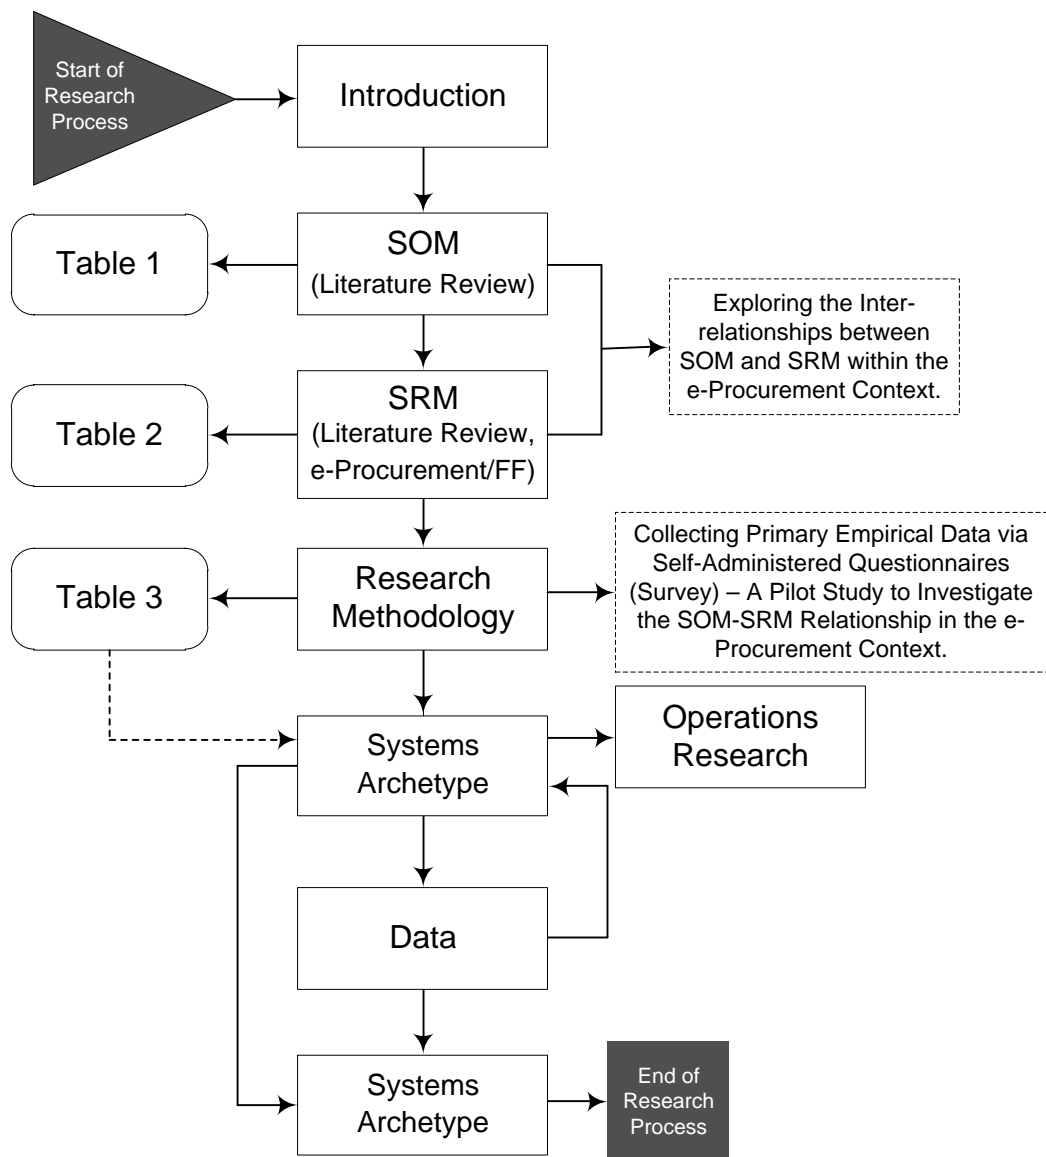 Start of
Research
Process
Introduction
Table 1
SOM
(Literature Review)
Exploring the Inter-
relationships between
SOM and SRM within the
e-Procurement Context.
Table 2
SRM
(Literature Review,
e-Procurement/FF)
Table 3
Research
Methodology
Collecting Primary Empirical Data via
Self-Administered Questionnaires
(Survey) – A Pilot Study to Investigate
the SOM-SRM Relationship in the e-
Procurement Context.
Systems
Archetype
Operations
Research
Data
Systems
Archetype
End of
Research
Process